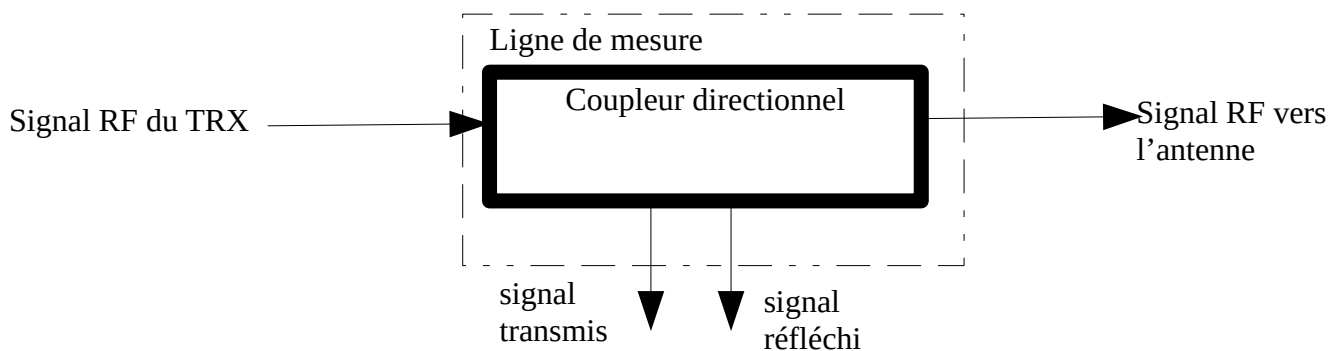 Ligne de mesure
Coupleur directionnel
Signal RF du TRX
Signal RF vers
l’antenne
signal
transmis
signal
réfléchi